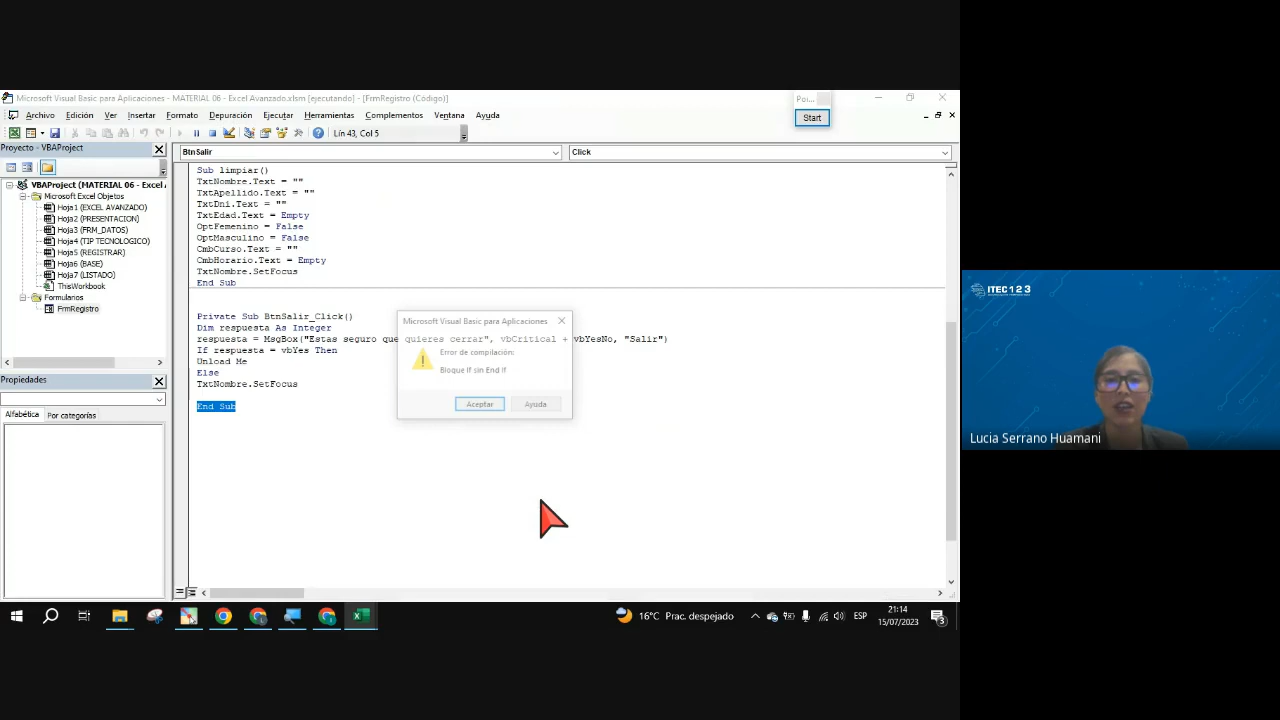 Microsoft Visual Basic para Aplicaciones - MATERIAL 06 - Excel Avanzado.xlsm [ejecutando] - [FrmRegistro (Código)]
Archivo Edición Ver Insertar Formato Depuración Ejecutar Herramientas Complementos Ventana Ayuda
Start
Lín 43, Col 5
Proyecto - VBAProject
VBAProject (MATERIAL 06 - Excel A
Microsoft Excel Objetos
Hoja1 (EXCEL AVANZADO)
Hoja2 (PRESENTACION)
Hoja3 (FRM_DATOS)
Hoja4 (TIP TECNOLOGICO)
Hoja5 (REGISTRAR)
Hoja6 (BASE)
Hoja7 (LISTADO)
ThisWorkbook
Formularios
FrmRegistro
Propiedades
Alfabética Por categorías
BtnSalir Click
Sub limpiar()
TxtNombre.Text = ""
TxtApellido.Text = ""
TxtDni.Text = ""
TxtEdad.Text = Empty
OptFemenino = False
OptMasculino = False
CmbCurso.Text = ""
CmbHorario.Text = Empty
TxtNombre.SetFocus
End Sub
Private Sub BtnSalir_Click()
Dim respuesta As Integer
respuesta = MsgBox("Estas seguro que quieres cerrar", vbCritical + vbYesNo, "Salir")
If respuesta = vbYes Then
Unload Me
Else
TxtNombre.SetFocus
End Sub
Microsoft Visual Basic para Aplicaciones
Error de compilación:
Bloque If sin End If
Aceptar Ayuda
ITEC 123
Lucia Serrano Huamani
16°C Prac. despejado
ESP
21:14
15/07/2023
3